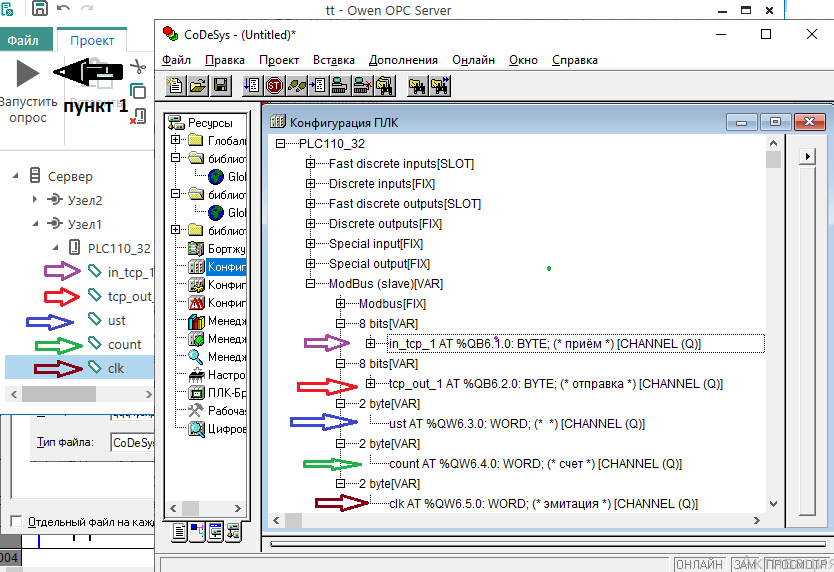 tt - Owen OPC Server
Файл
Проект
Запустить
опрос
пункт 1
Сервер
Узел2
Узел1
PLC110_32
in_tcp_1
tcp_out_
ust
count
clk
Тип файла:
CoDeSys
Отдельный файл на кажд
004
CoDeSys - (Untitled)*
Файл Правка Проект Вставка Дополнения Онлайн Окно Справка
Ресурсы
Глобалы
библиот
Glol
библиот
Glol
библиот
Бортжу
Конфиг
Конфиг
Конфиг
Менедж
Менедж
Менедж
Настро
ПЛК-Бр
Рабочая
Цифров
Конфигурация ПЛК
PLC110_32
Fast discrete inputs[SLOT]
Discrete inputs[FIX]
Fast discrete outputs[SLOT]
Discrete outputs[FIX]
Special input[FIX]
Special output[FIX]
ModBus (slave)[VAR]
Modbus[FIX]
8 bits[VAR]
in_tcp_1 AT %QB6.1.0: BYTE; (* приём *) [CHANNEL (Q)]
8 bits[VAR]
tcp_out_1 AT %QB6.2.0: BYTE; (* отправка *) [CHANNEL (Q)]
2 byte[VAR]
ust AT %QW6.3.0: WORD; (* *) [CHANNEL (Q)]
2 byte[VAR]
count AT %QW6.4.0: WORD; (* счет *) [CHANNEL (Q)]
2 byte[VAR]
clk AT %QW6.5.0: WORD; (* эмитация *) [CHANNEL (Q)]
ОНЛАЙН
ЗАМ
ПРОСМОТР